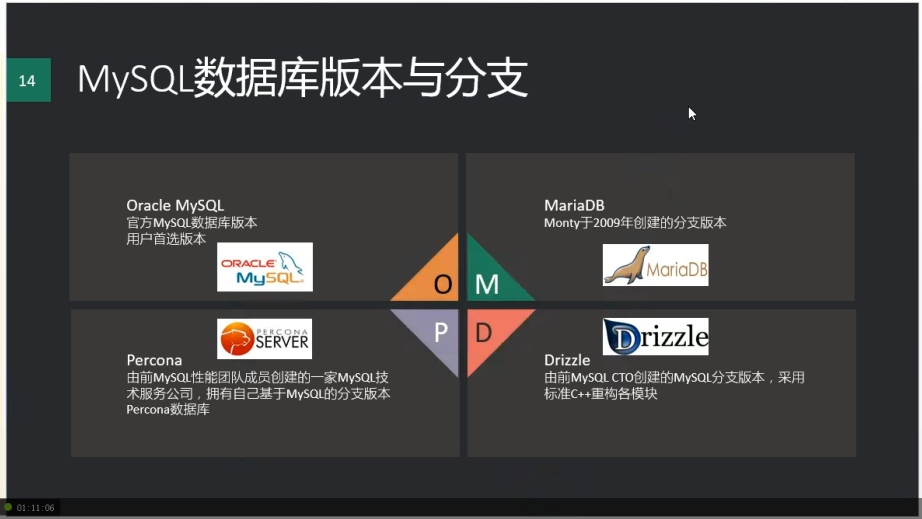 14
MySQL数据库版本与分支
Oracle MySQL
官方MySQL数据库版本
用户首选版本
ORACLE
MySQL
MariaDB
Monty于2009年创建的分支版本
MariaDB
O
M
P
D
PERCONA
SERVER
Percona
由前MySQL性能团队成员创建的一家MySQL技
术服务公司，拥有自己基于MySQL的分支版本
Percona数据库
Drizzle
Drizzle
由前MySQL CTO创建的MySQL分支版本，采用
标准C++重构各模块
01:11:06